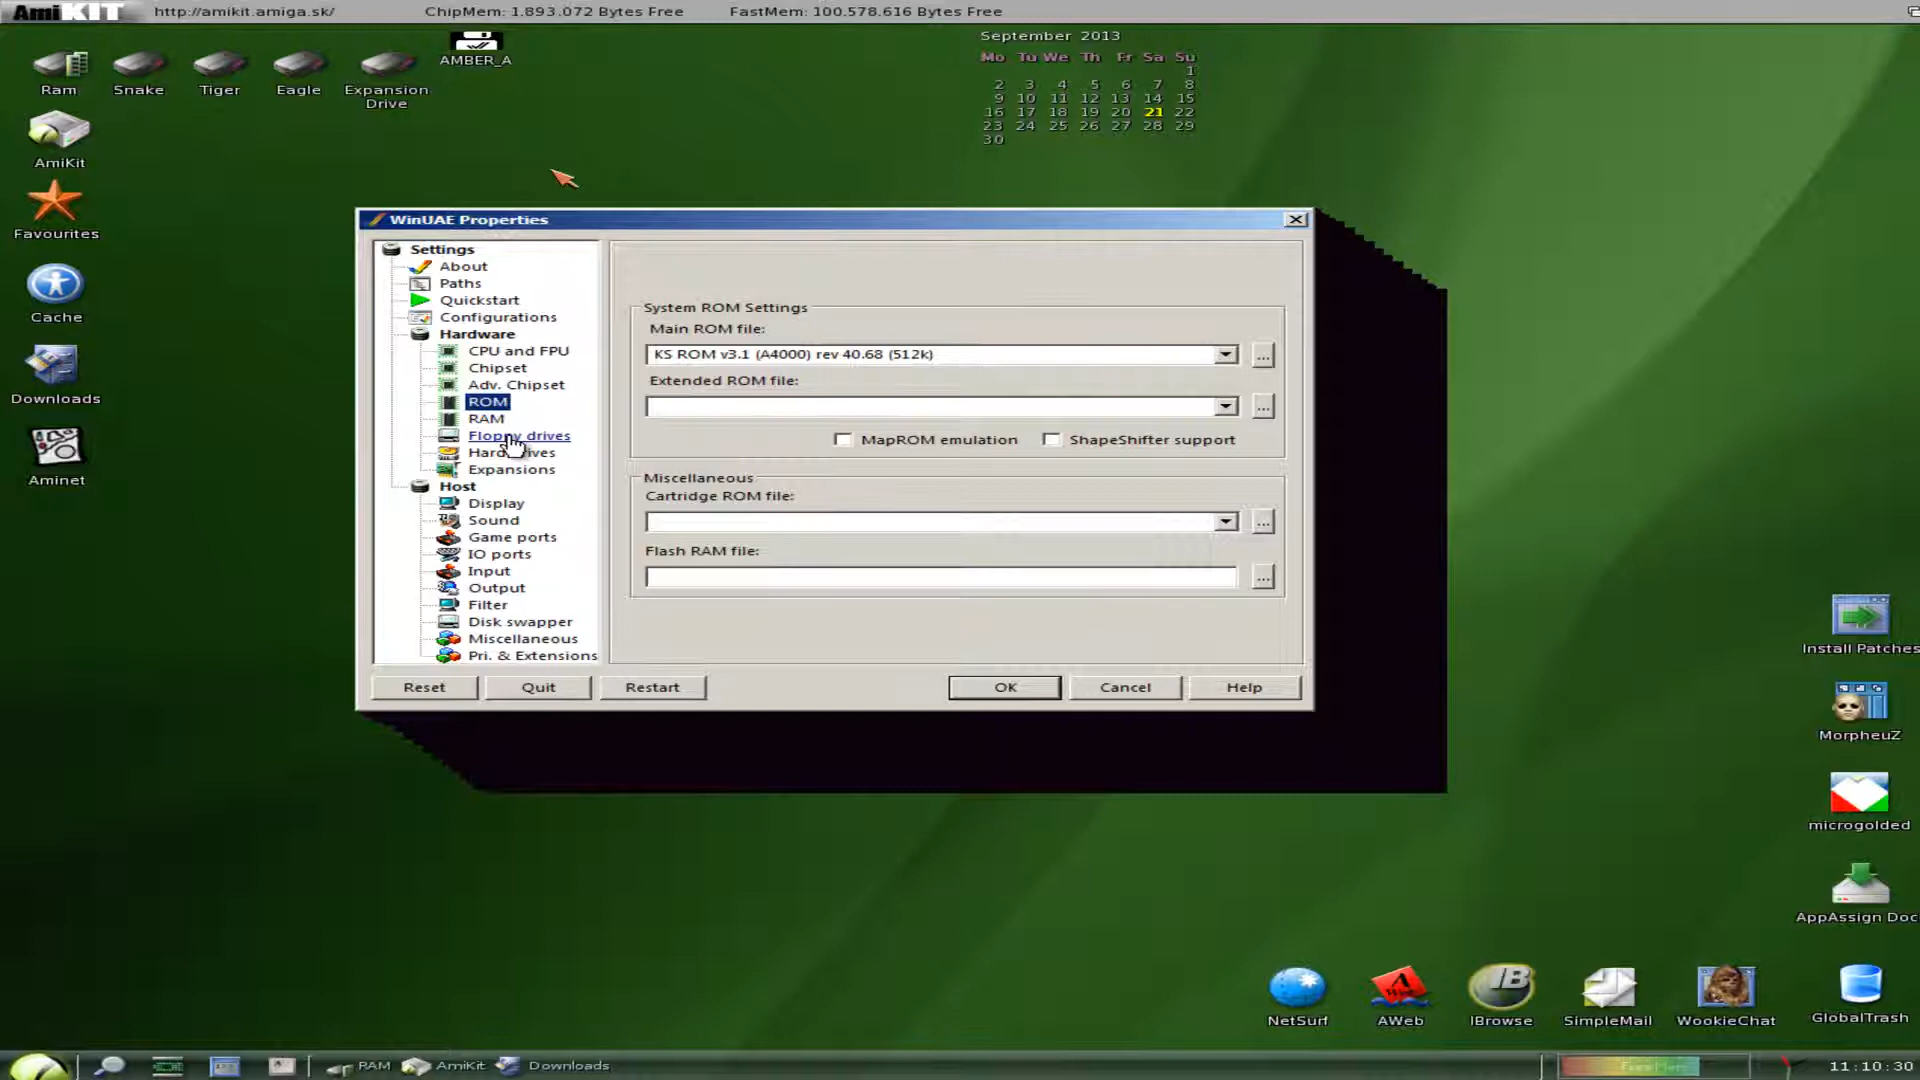 AmiKIT http://amikit.amiga.sk/ ChipMem: 1.893.072 Bytes Free FastMem: 100.578.616 Bytes Free
September 2013
Mo Tu We Th Fr Sa Su
1
2 3 4 5 6 7 8
9 10 11 12 13 14 15
16 17 18 19 20 21 22
23 24 25 26 27 28 29
30
Ram
Snake
Tiger
Eagle
Expansion
Drive
AMBER_A
AmiKit
Favourites
Cache
Downloads
Aminet
WinUAE Properties
Settings
About
Paths
Quickstart
Configurations
Hardware
CPU and FPU
Chipset
Adv. Chipset
ROM
RAM
Floppy drives
Hard drives
Expansions
Host
Display
Sound
Game ports
IO ports
Input
Output
Filter
Disk swapper
Miscellaneous
Pri. & Extensions
System ROM Settings
Main ROM file:
KS ROM v3.1 (A4000) rev 40.68 (512k)
...
Extended ROM file:
...
MapROM emulation
ShapeShifter support
Miscellaneous
Cartridge ROM file:
...
Flash RAM file:
...
Reset
Quit
Restart
OK
Cancel
Help
Install Patches
MorpheuZ
microgolded
AppAssign Doc
NetSurf
AWeb
IB
IBrowse
SimpleMail
WookieChat
GlobalTrash
RAM
AmiKit
Downloads
11:10:30